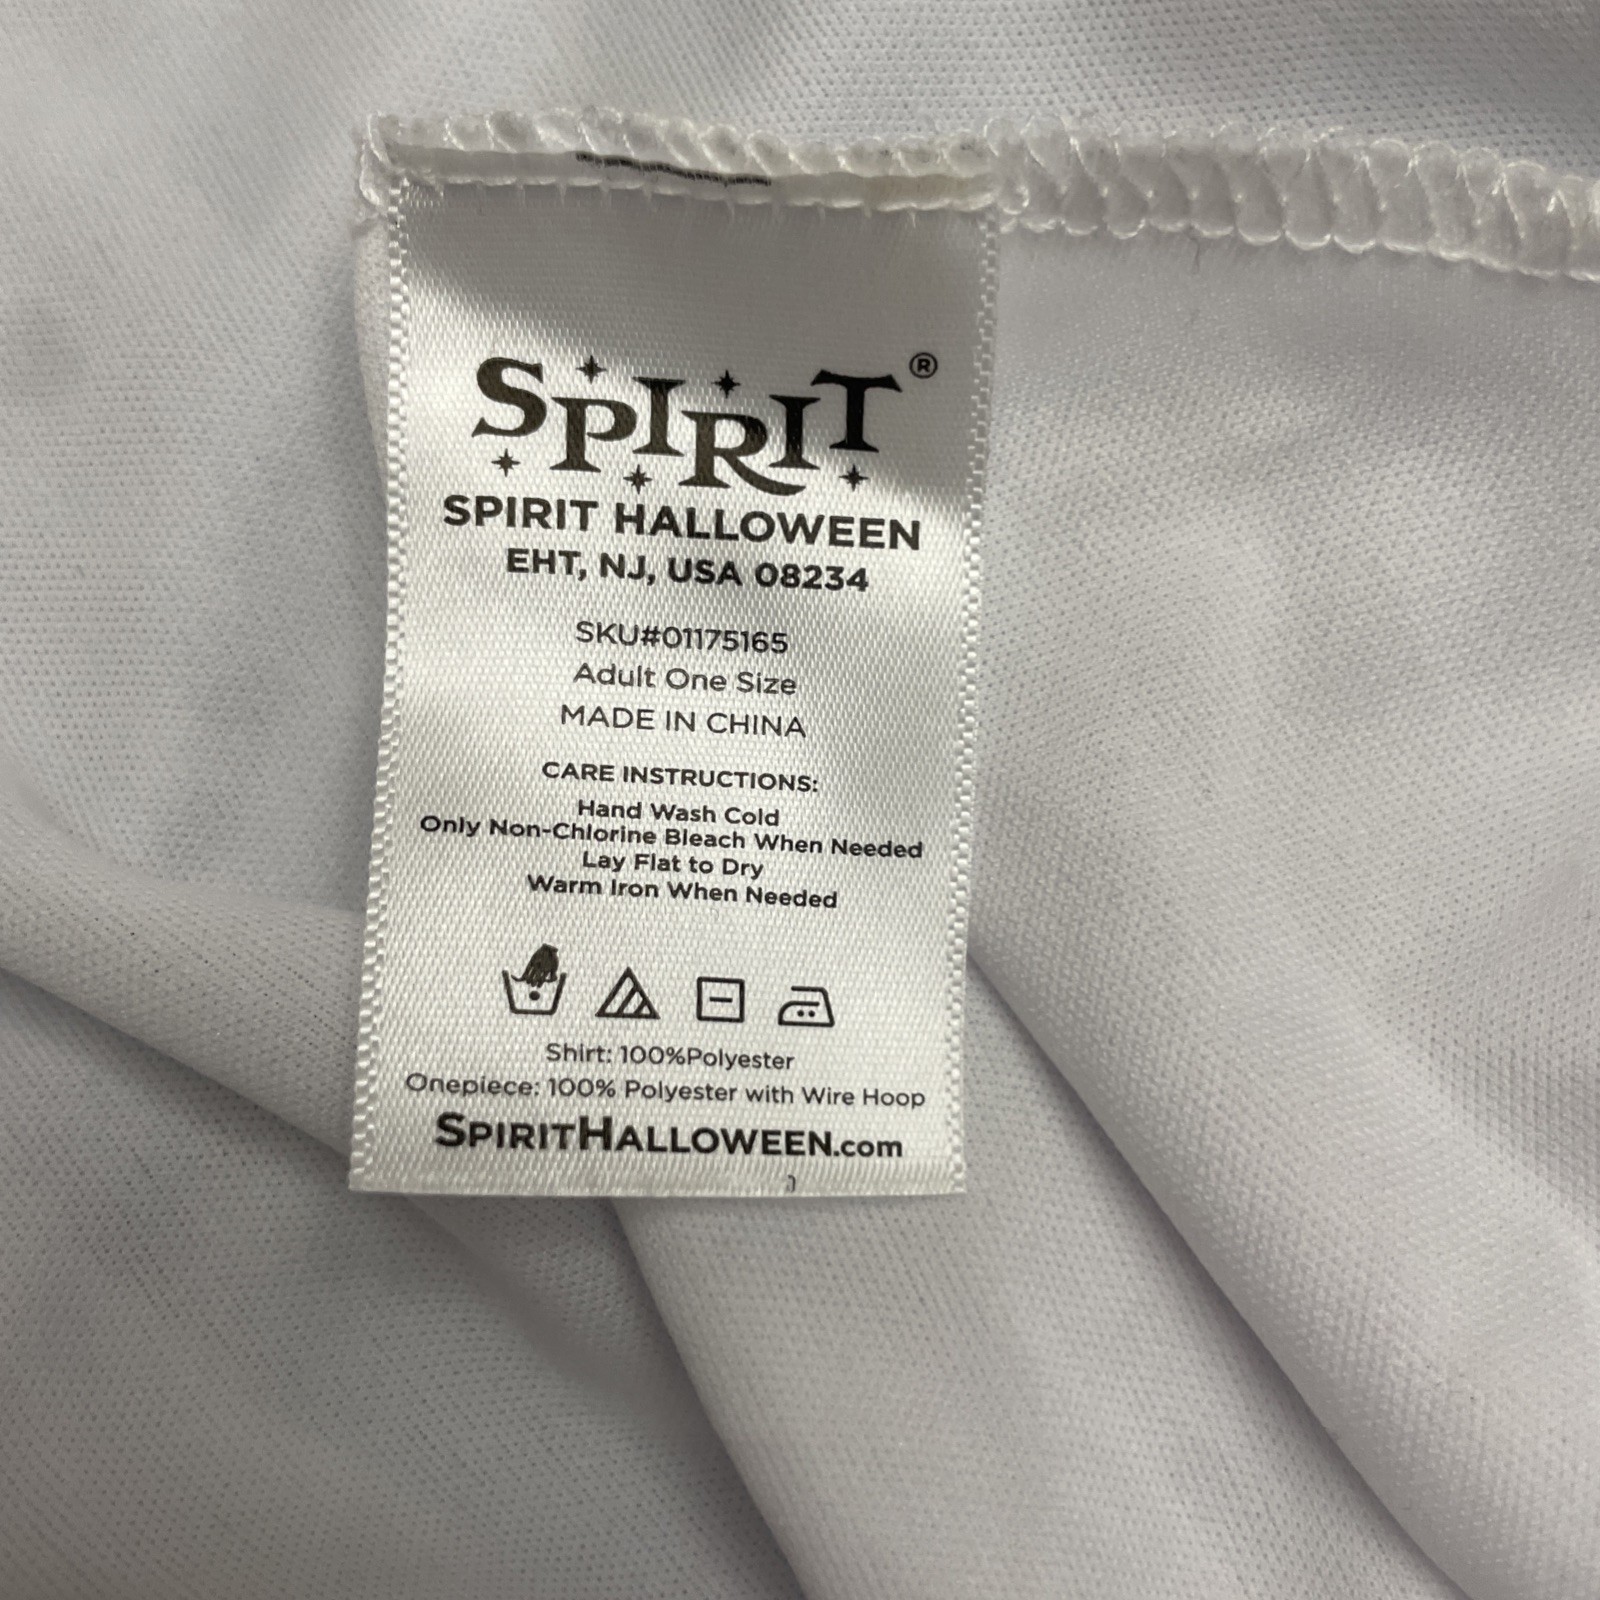 SPIRIT®
SPIRIT HALLOWEEN
EHT, NJ, USA 08234
SKU#01175165
Adult One Size
MADE IN CHINA
CARE INSTRUCTIONS:
Hand Wash Cold
Only Non-Chlorine Bleach When Needed
Lay Flat to Dry
Warm Iron When Needed
Shirt: 100%Polyester
Onepiece: 100% Polyester with Wire Hoop
SPIRITHALLOWEEN.com